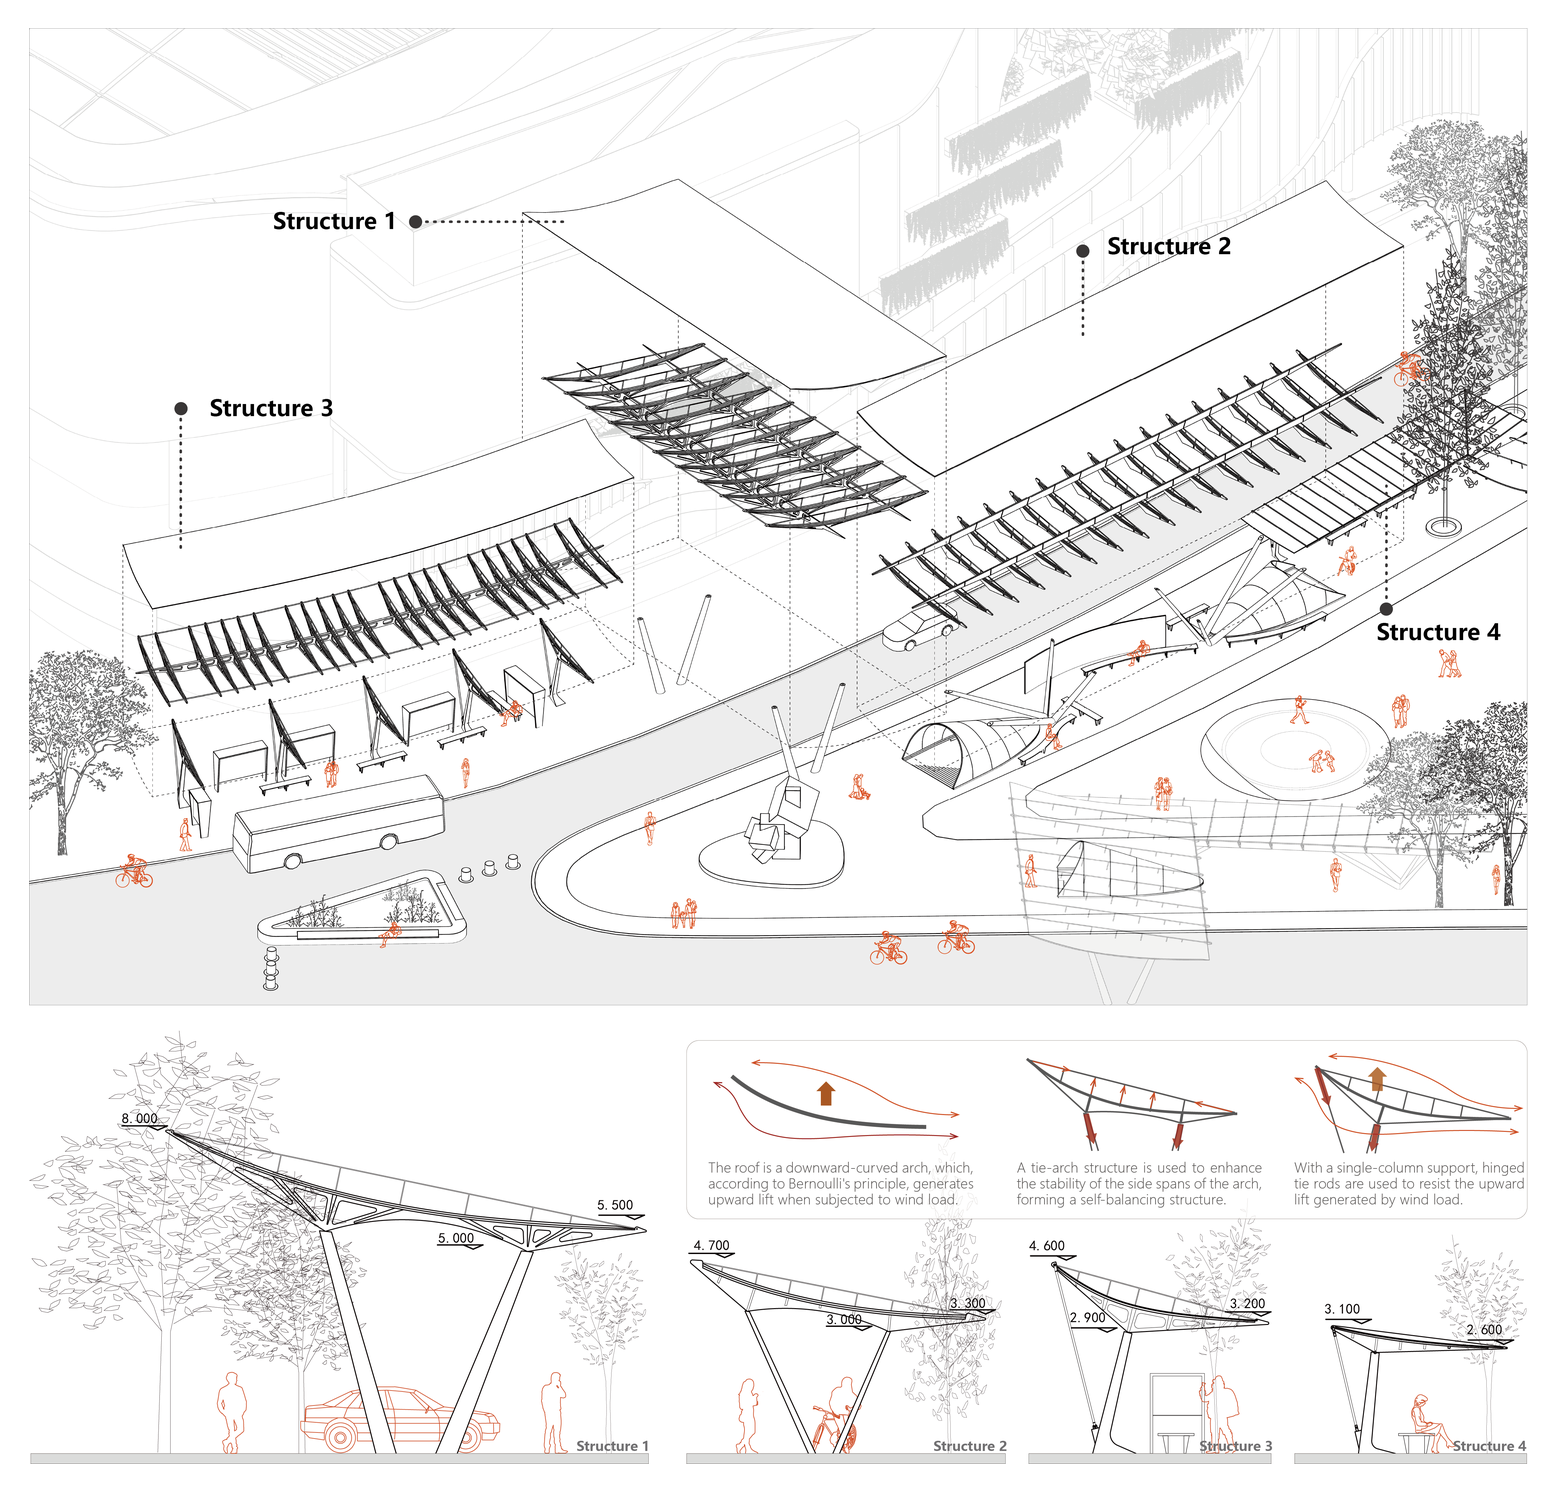 Structure 1
Structure 2
Structure 3
Structure 4
The roof is a downward-curved arch, which,
according to Bernoulli's principle, generates
upward lift when subjected to wind load.
A tie-arch structure is used to enhance
the stability of the side spans of the arch,
forming a self-balancing structure.
With a single-column support, hinged
tie rods are used to resist the upward
lift generated by wind load.
8.000
5.500
5.000
Structure 1
4.700
3.300
3.000
Structure 2
4.600
3.200
2.900
Structure 3
3.100
2.600
Structure 4